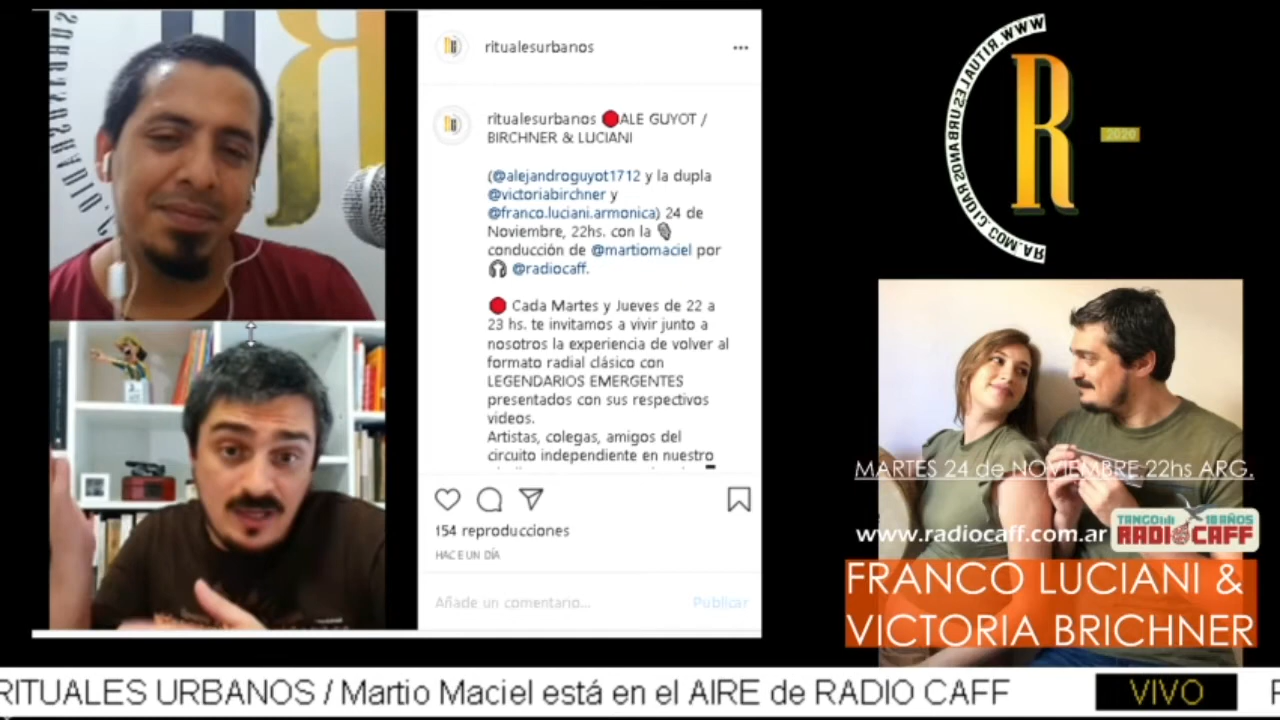 ritualesurbanos
ritualesurbanos 🔴ALE GUYOT /
BIRCHNER & LUCIANI
(@alejandroguyot1712 y la dupla
@victoriabirchner y
@franco.luciani.armonica) 24 de
Noviembre, 22hs. con la 🎙
conducción de @martiomaciel por
🎧 @radiocaff.
🔴 Cada Martes y Jueves de 22 a
23 hs. te invitamos a vivir junto a
nosotros la experiencia de volver al
formato radial clásico con
LEGENDARIOS EMERGENTES
presentados con sus respectivos
videos.
Artistas, colegas, amigos del
circuito independiente en nuestro
154 reproducciones
HACE UN DÍA
Añade un comentario...
Publicar
WWW.RITUALESURBANOSRADIO.COM.AR
R-
2020
MARTES 24 de NOVIEMBRE 22hs ARG.
www.radiocaff.com.ar
TANGO
10 AÑOS
RADIO CAFF
FRANCO LUCIANI &
VICTORIA BRICHNER
RITUALES URBANOS / Martio Maciel está en el AIRE de RADIO CAFF
VIVO